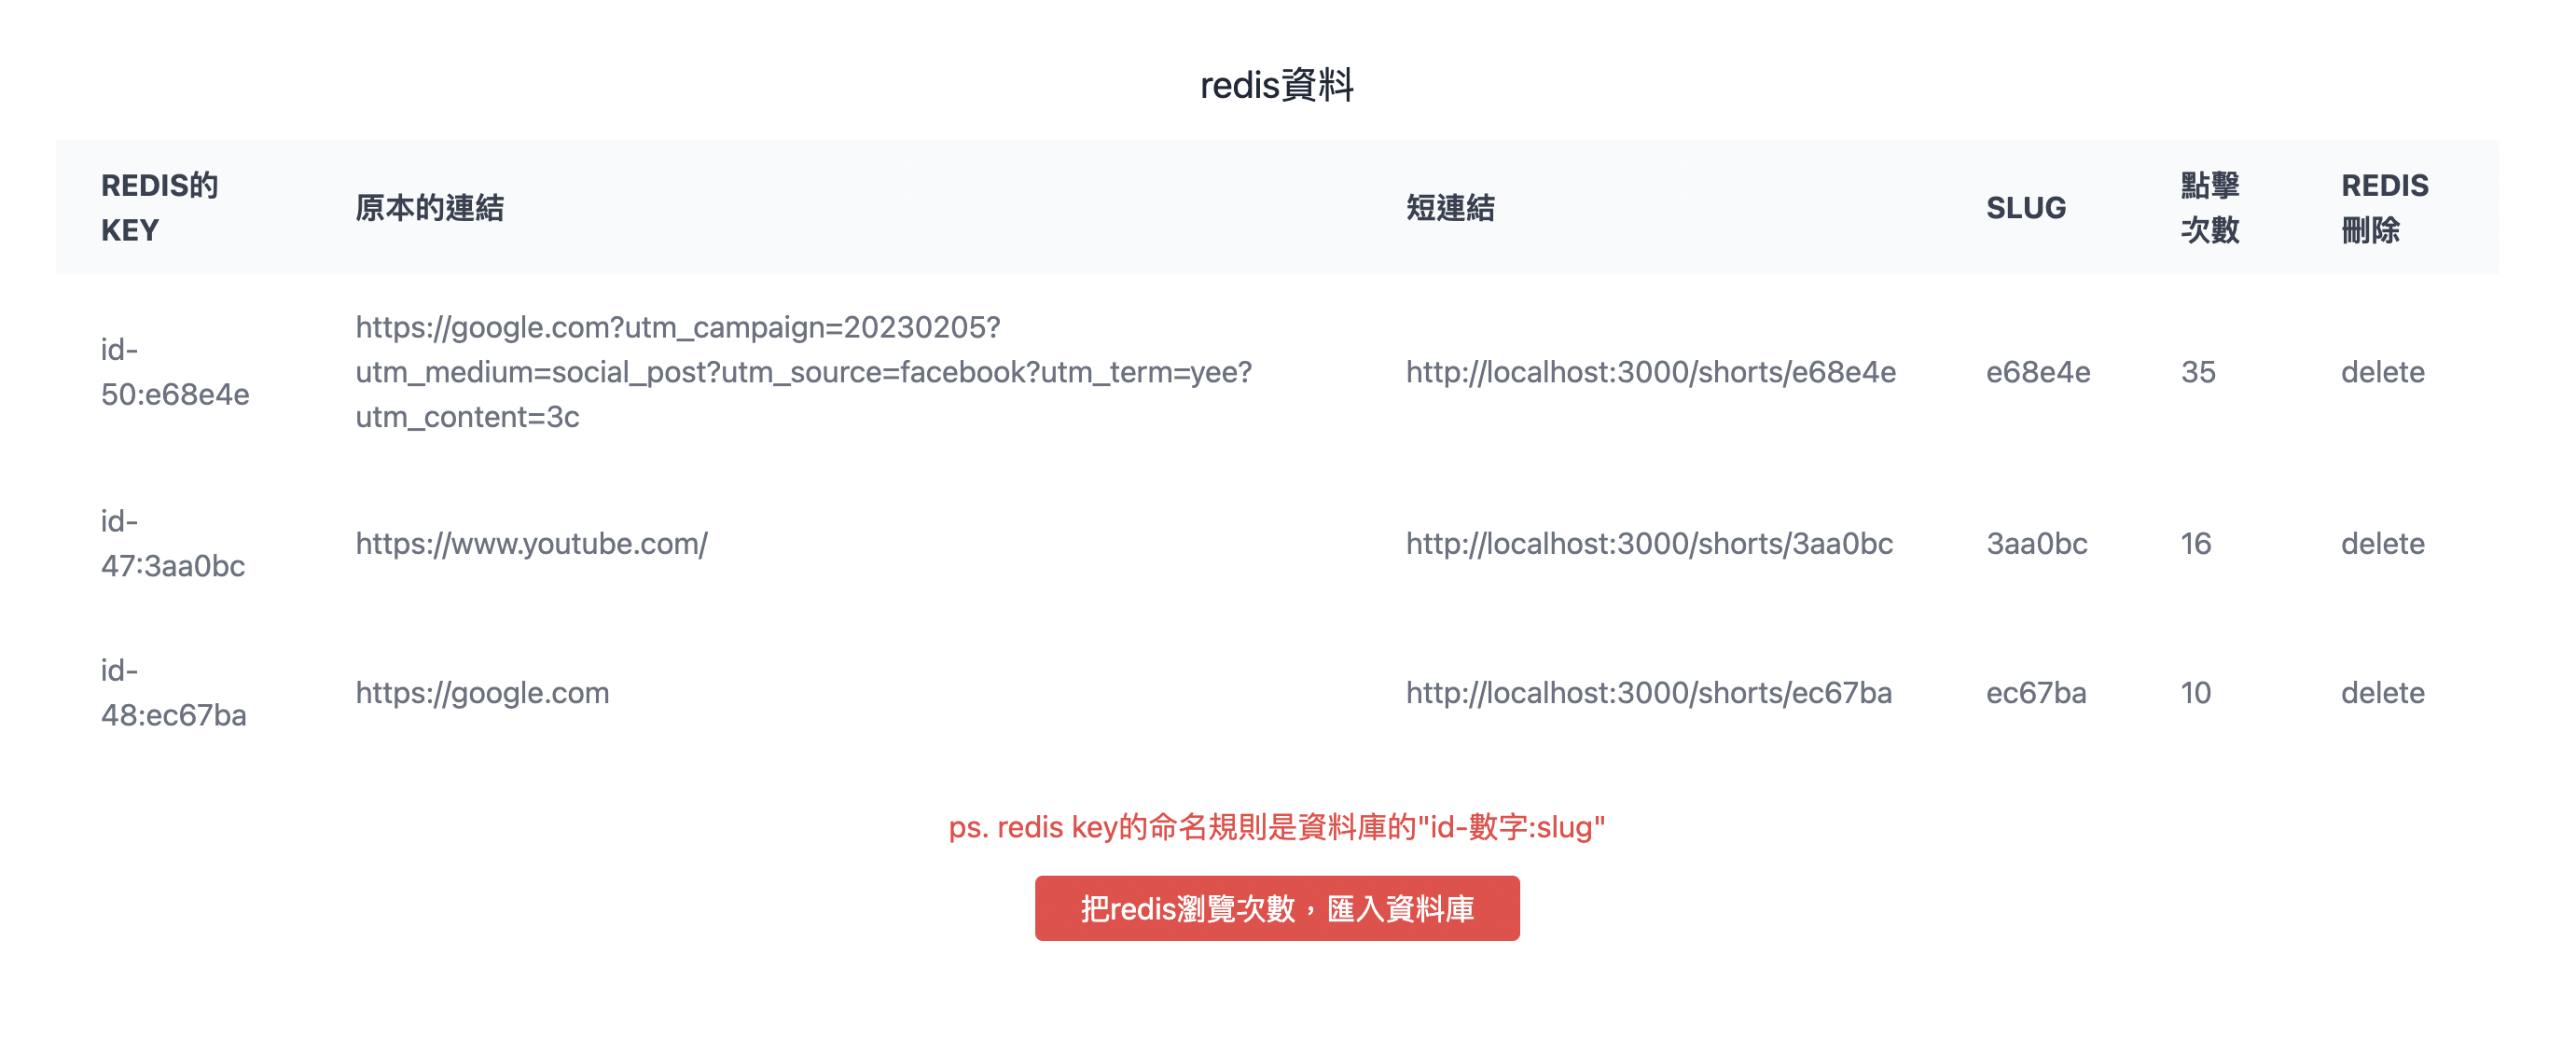 redis資料
REDIS的
KEY
原本的連結
短連結
SLUG
點擊
次數
REDIS
刪除
id-
50:e68e4e
https://google.com?utm_campaign=20230205?
utm_medium=social_post?utm_source=facebook?utm_term=yee?
utm_content=3c
http://localhost:3000/shorts/e68e4e
e68e4e
35
delete
id-
47:3aa0bc
https://www.youtube.com/
http://localhost:3000/shorts/3aa0bc
3aa0bc
16
delete
id-
48:ec67ba
https://google.com
http://localhost:3000/shorts/ec67ba
ec67ba
10
delete
ps. redis key的命名規則是資料庫的"id-數字:slug"
把redis瀏覽次數，匯入資料庫